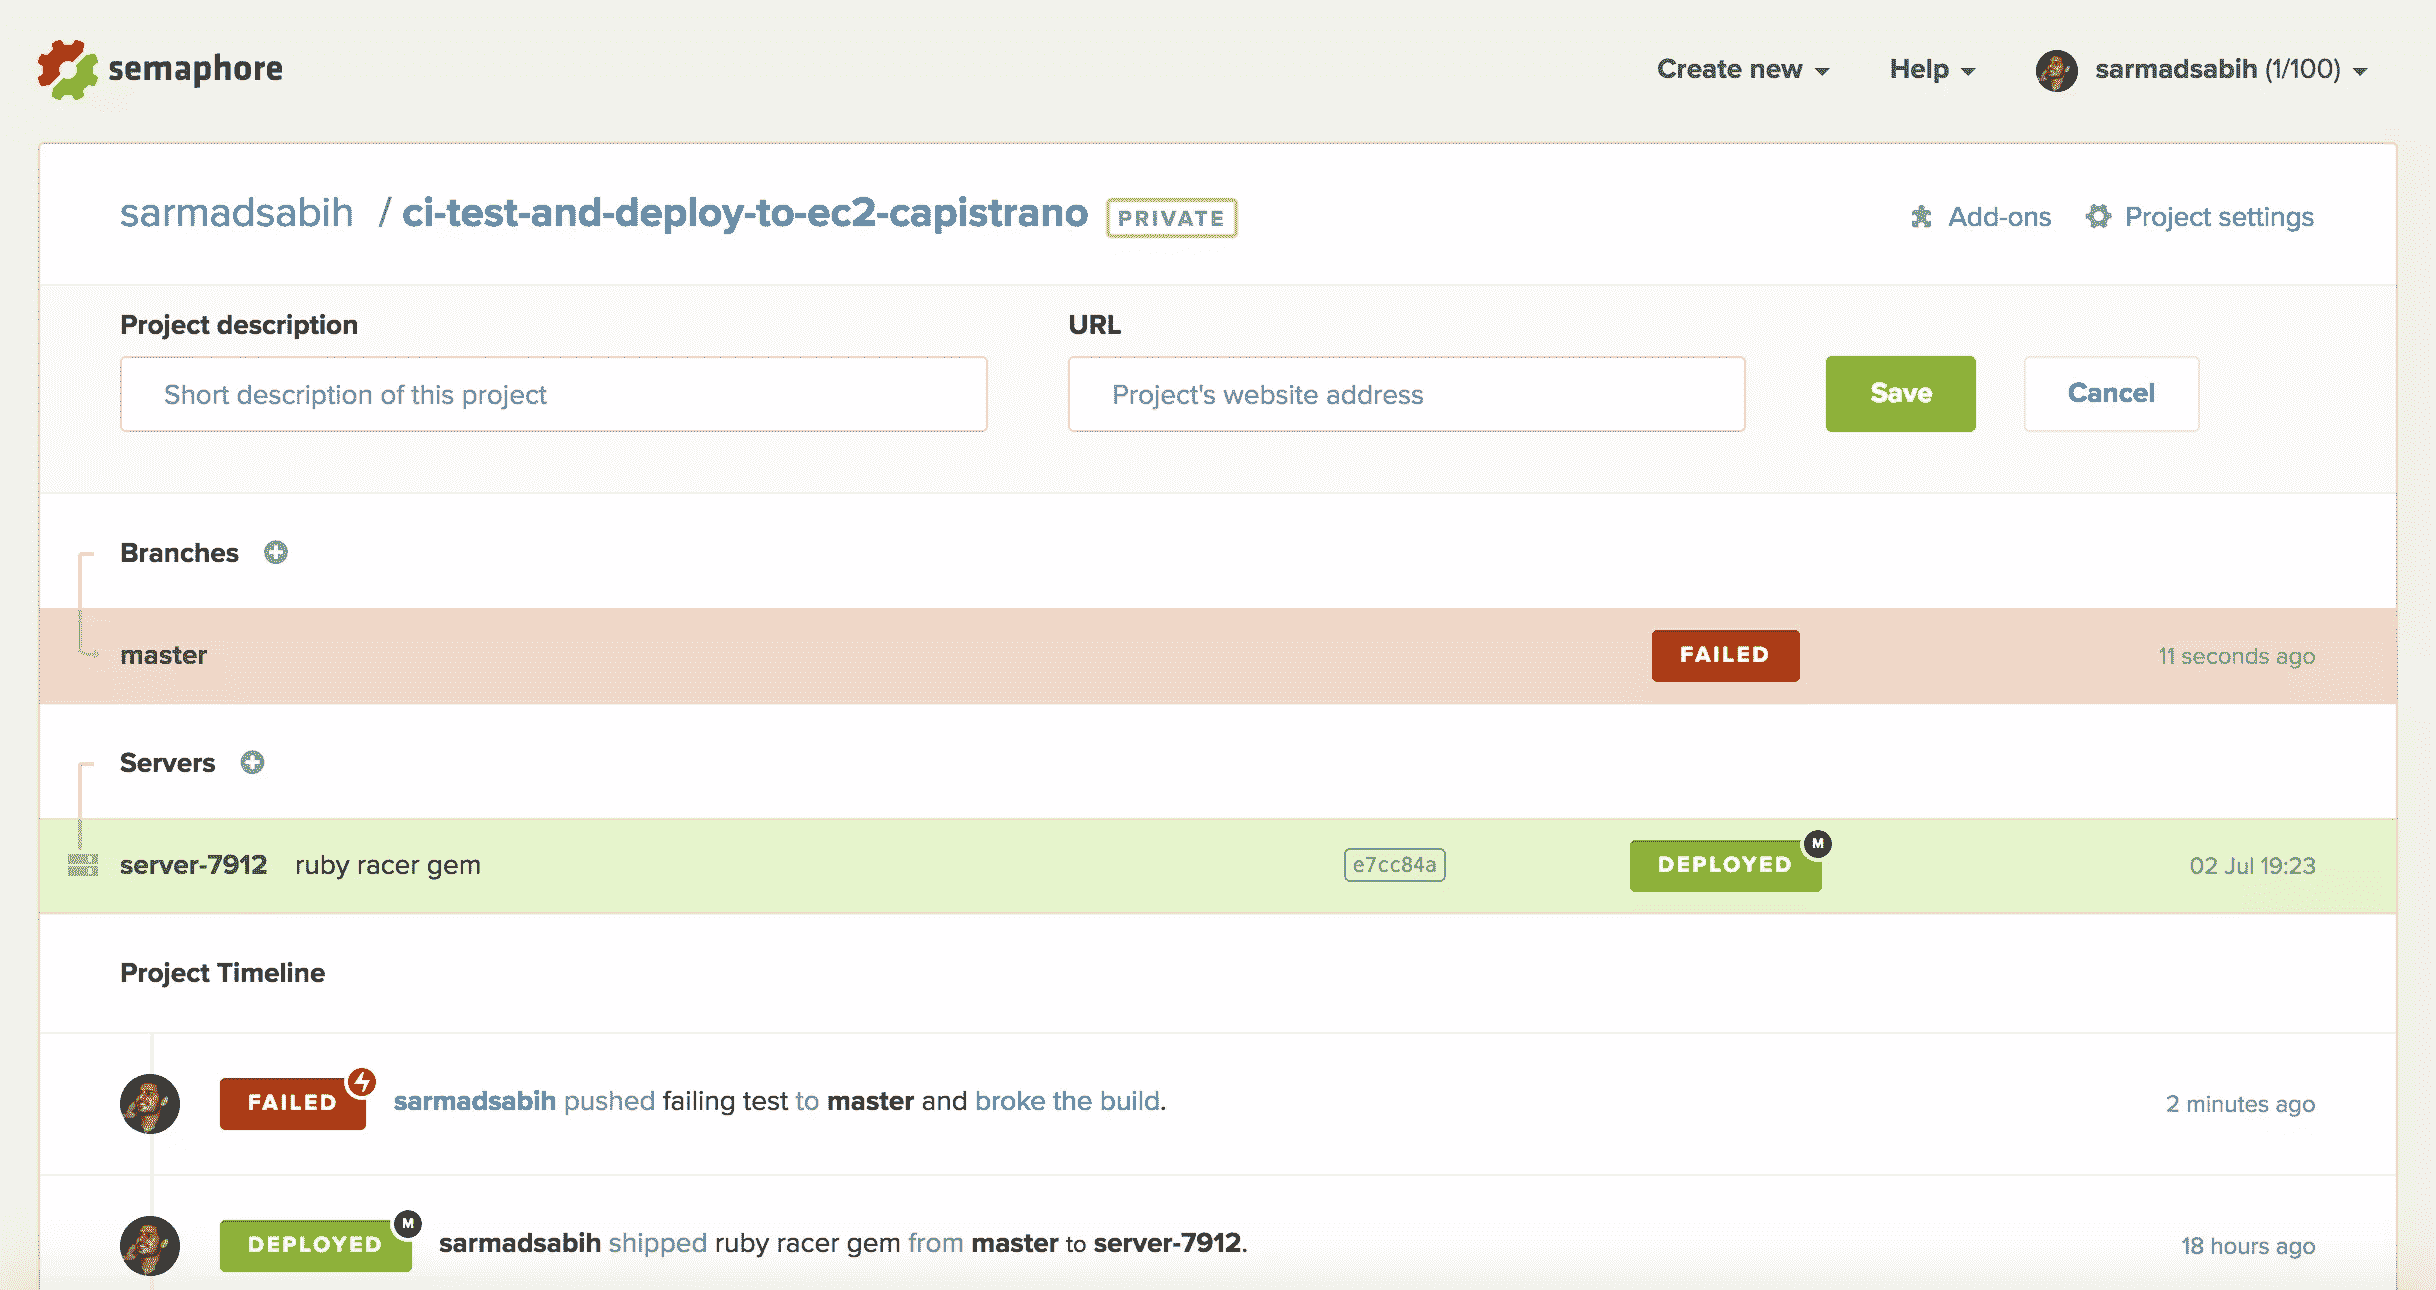 semaphore Create new Help sarmadsabih (1/100)
sarmadsabih / ci-test-and-deploy-to-ec2-capistrano PRIVATE Add-ons Project settings
Project description URL
Short description of this project Project's website address Save Cancel
Branches
master FAILED 11 seconds ago
Servers
M
server-7912 ruby racer gem e7cc84a DEPLOYED 02 Jul 19:23
Project Timeline
FAILED sarmadsabih pushed failing test to master and broke the build. 2 minutes ago
M
DEPLOYED sarmadsabih shipped ruby racer gem from master to server-7912. 18 hours ago